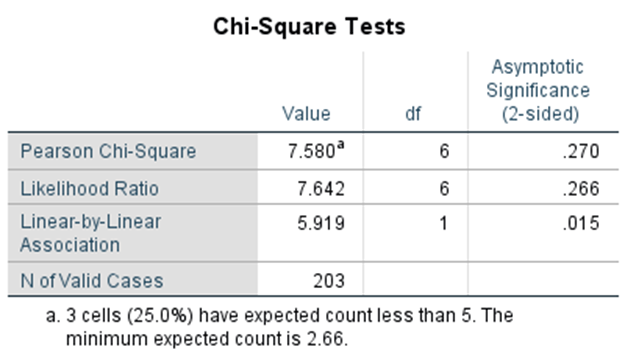 Chi-Square Tests
Value df Asymptotic Significance (2-sided)
Pearson Chi-Square 7.580a 6 .270
Likelihood Ratio 7.642 6 .266
Linear-by-Linear Association 5.919 1 .015
N of Valid Cases 203
a. 3 cells (25.0%) have expected count less than 5. The
minimum expected count is 2.66.